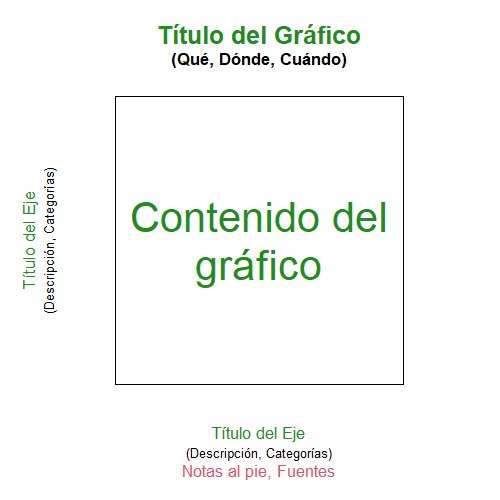 Título del Gráfico
(Qué, Dónde, Cuándo)
Título del Eje
(Descripción, Categorías)
Contenido del
gráfico
Título del Eje
(Descripción, Categorías)
Notas al pie, Fuentes